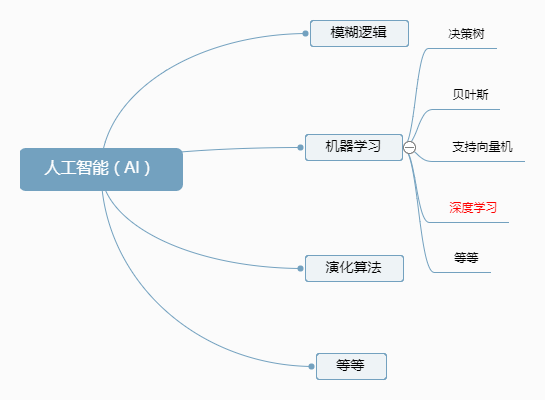 人工智能（AI）
模糊逻辑
机器学习
决策树
贝叶斯
支持向量机
深度学习
等等
演化算法
等等